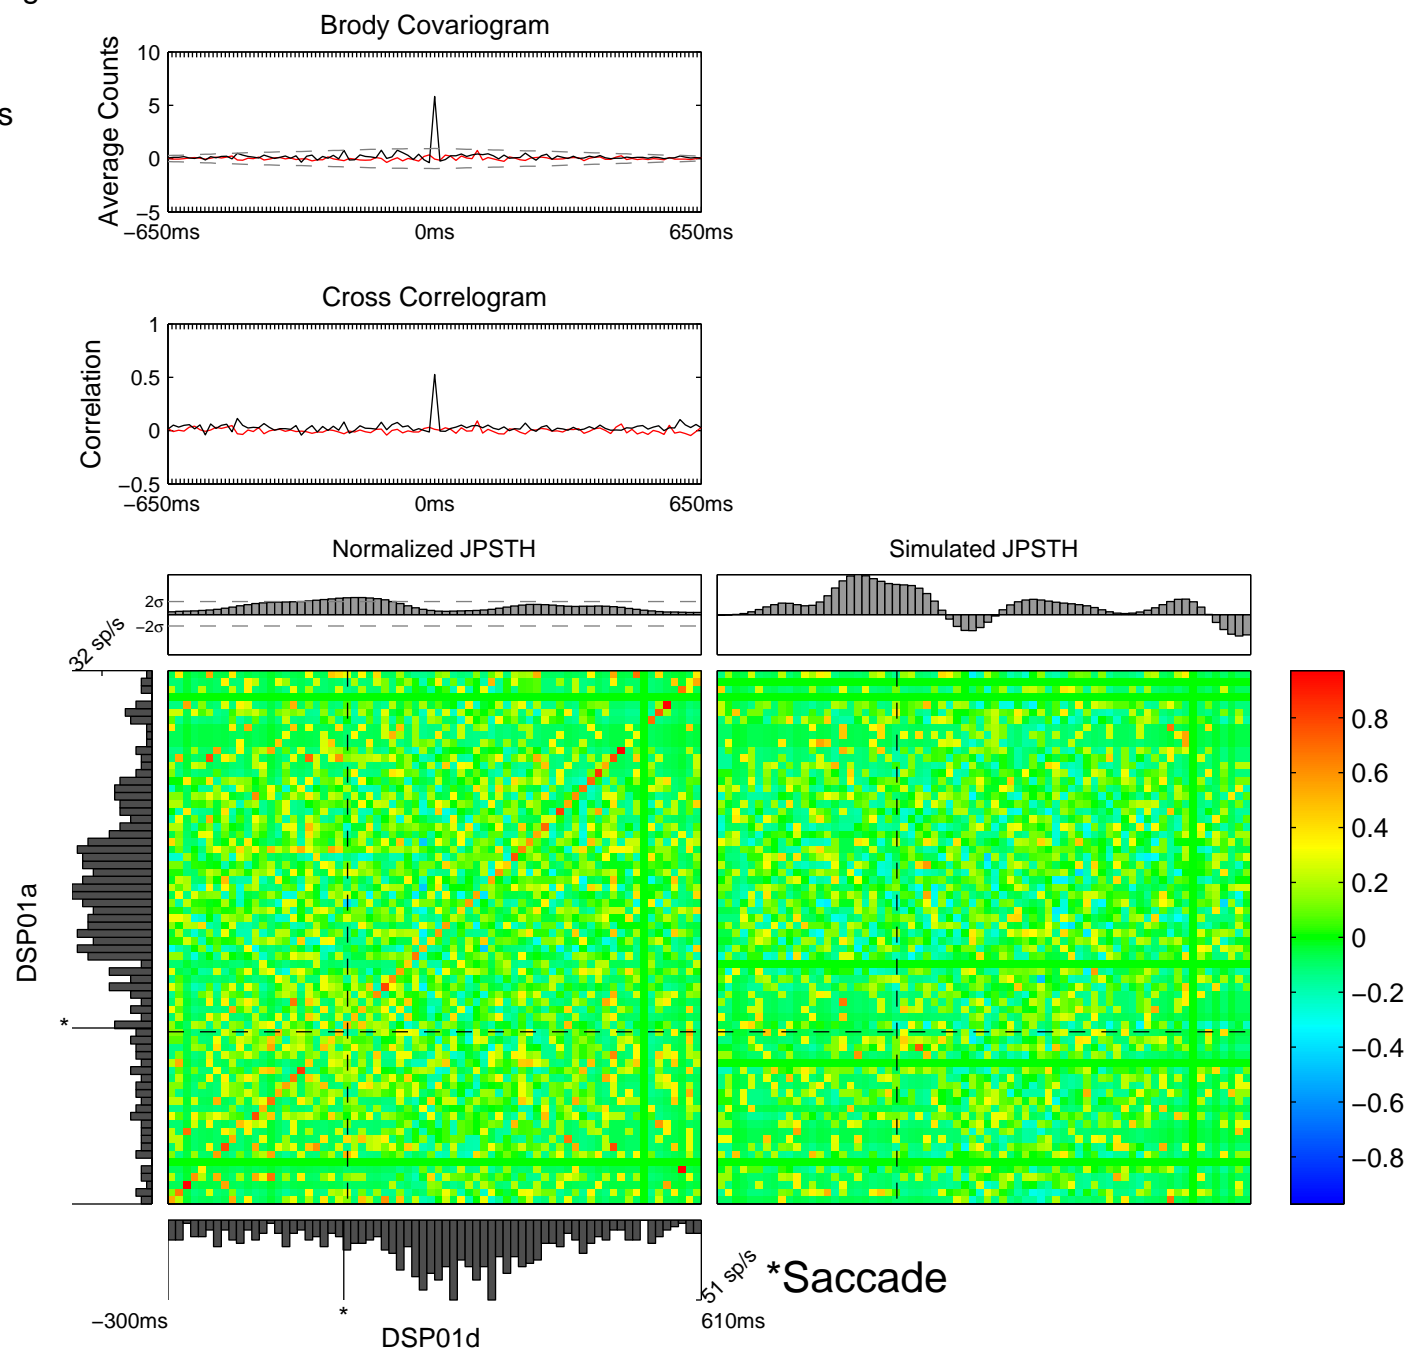 g
Brody Covariogram
Average Counts
s
10
5
0
−5
−650ms
0ms
650ms
Cross Correlogram
Correlation
1
0.5
0
−0.5
−650ms
0ms
650ms
Normalized JPSTH
Simulated JPSTH
2σ
−2σ
32 sp/s
DSP01a
*
0.8
0.6
0.4
0.2
0
−0.2
−0.4
−0.6
−0.8
51 sp/s
*Saccade
*
−300ms
610ms
DSP01d